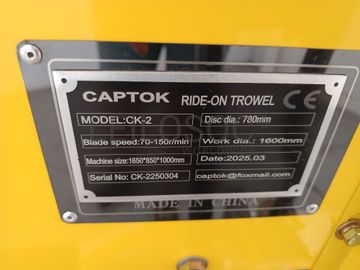 CAPTOK RIDE-ON TROWEL CE
MODEL:CK-2 Disc dia.: 780mm
Blade speed:70-150r/min Work dia.: 1600mm
Machine size:1650*850*1000mm Date:2025.03
Serial No: CK-2250304 captok@foxmail.com
MADE IN CHINA